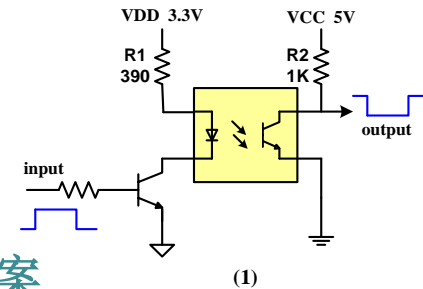 VDD 3.3V
VCC 5V
R1
390
R2
1K
output
input
案
(1)